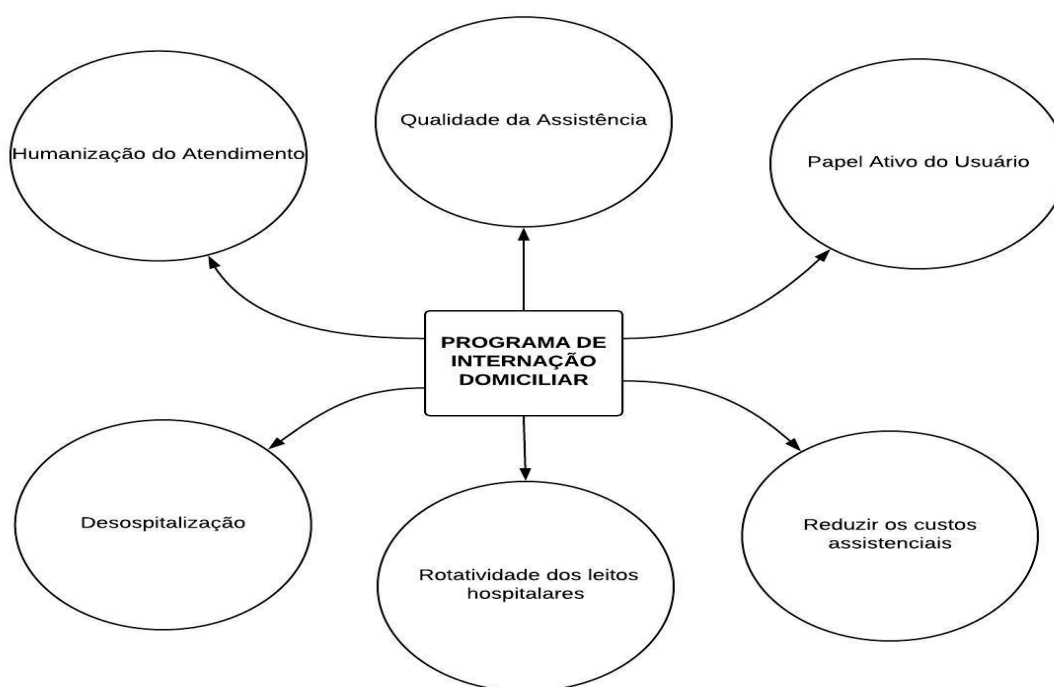 Humanização do Atendimento
Qualidade da Assistência
Papel Ativo do Usuário
PROGRAMA DE
INTERNAÇÃO
DOMICILIAR
Desospitalização
Rotatividade dos leitos
hospitalares
Reduzir os custos
assistenciais